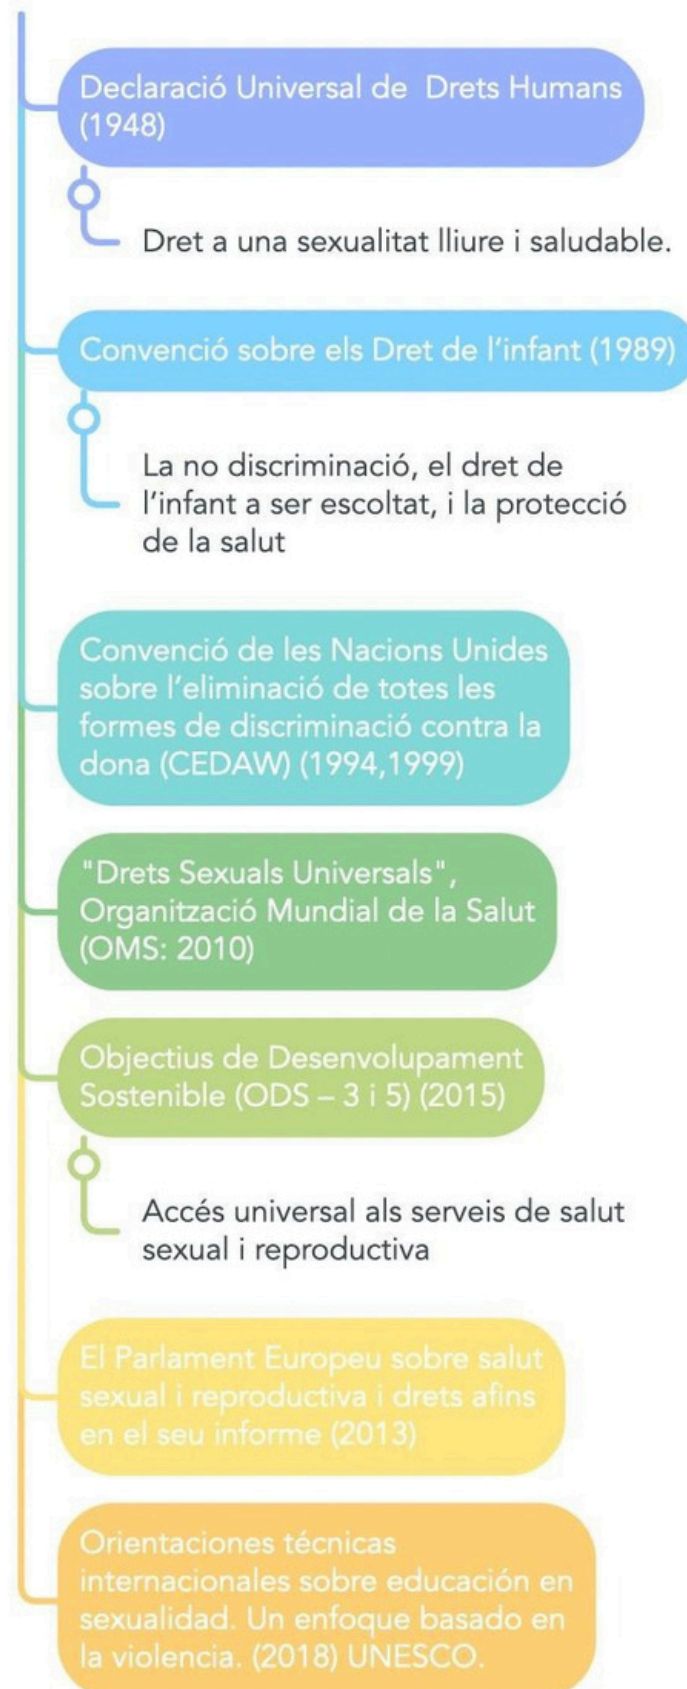 Declaració Universal de Drets Humans
(1948)
Dret a una sexualitat lliure i saludable.
Convenció sobre els Dret de l'infant (1989)
La no discriminació, el dret de
l'infant a ser escoltat, i la protecció
de la salut
Convenció de les Nacions Unides
sobre l'eliminació de totes les
formes de discriminació contra la
dona (CEDAW) (1994,1999)
"Drets Sexuals Universals",
Organització Mundial de la Salut
(OMS: 2010)
Objectius de Desenvolupament
Sostenible (ODS – 3 i 5) (2015)
Accés universal als serveis de salut
sexual i reproductiva
El Parlament Europeu sobre salut
sexual i reproductiva i drets afins
en el seu informe (2013)
Orientaciones técnicas
internacionales sobre educación en
sexualidad. Un enfoque basado en
la violencia. (2018) UNESCO.